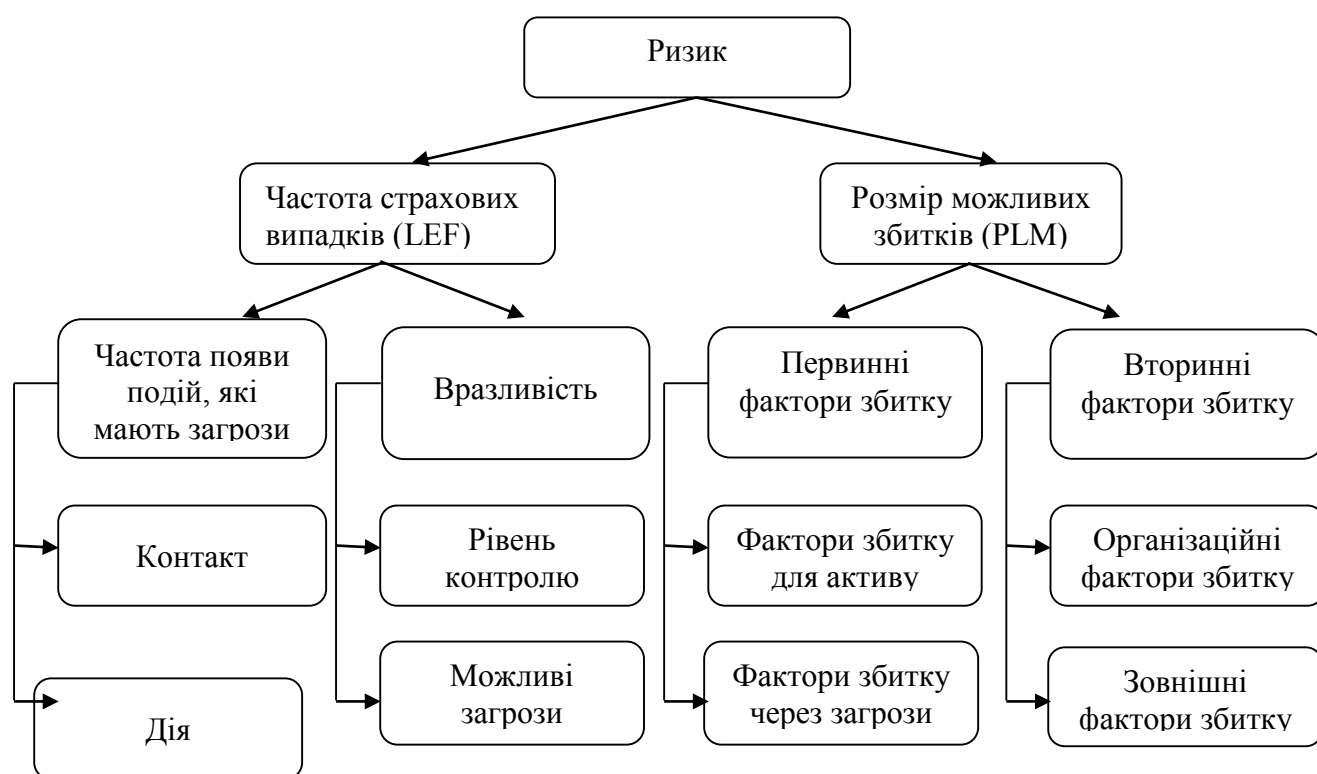 Ризик
Частота страхових
випадків (LEF)
Розмір можливих
збитків (PLM)
Частота появи
подій, які
мають загрози
Вразливість
Первинні
фактори збитку
Вторинні
фактори збитку
Контакт
Рівень
контролю
Фактори збитку
для активу
Організаційні
фактори збитку
Дія
Можливі
загрози
Фактори збитку
через загрози
Зовнішні
фактори збитку